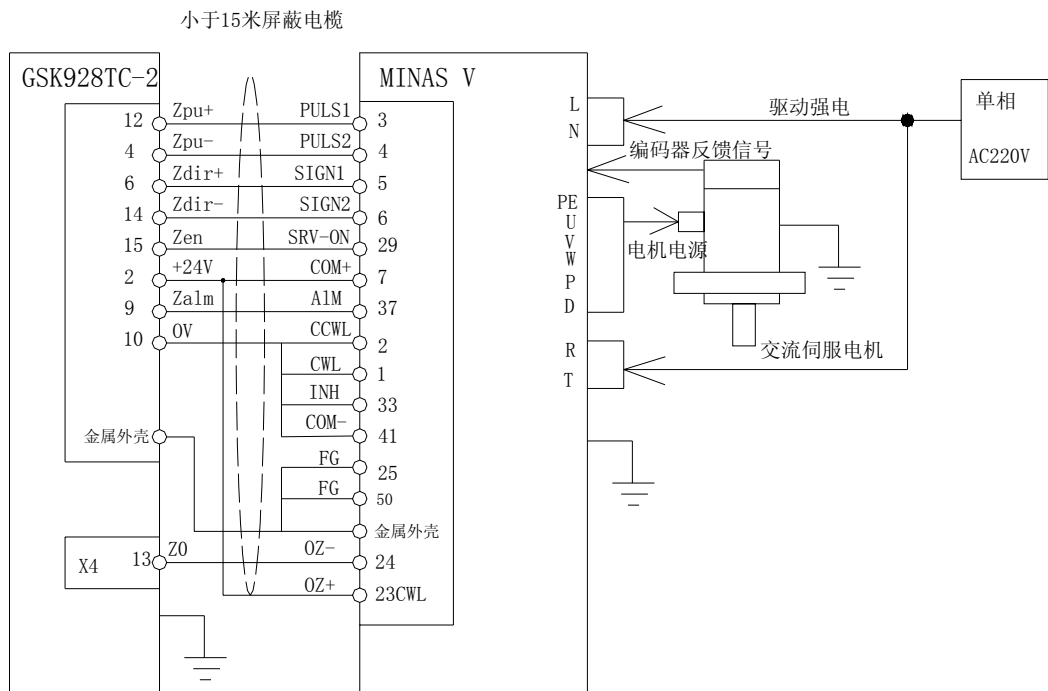 小于15米屏蔽电榄
GSK928TC-2
MINAS V
12 Zpu+ PULS1 3
4 Zpu- PULS2 4
6 Zdir+ SIGN1 5
14 Zdir- SIGN2 6
15 Zen SRV-ON 29
2 +24V COM+ 7
9 Zalm AlM 37
10 0V CCWL 2
CWL 1
INH 33
COM- 41
金属外壳
FG 25
FG 50
金属外壳
X4 13 Z0 OZ- 24
OZ+ 23CWL
L
N
驱动强电
单相
AC220V
编码器反馈信号
PE
U
V
W
P
D
电机电源
R
T
交流伺服电机